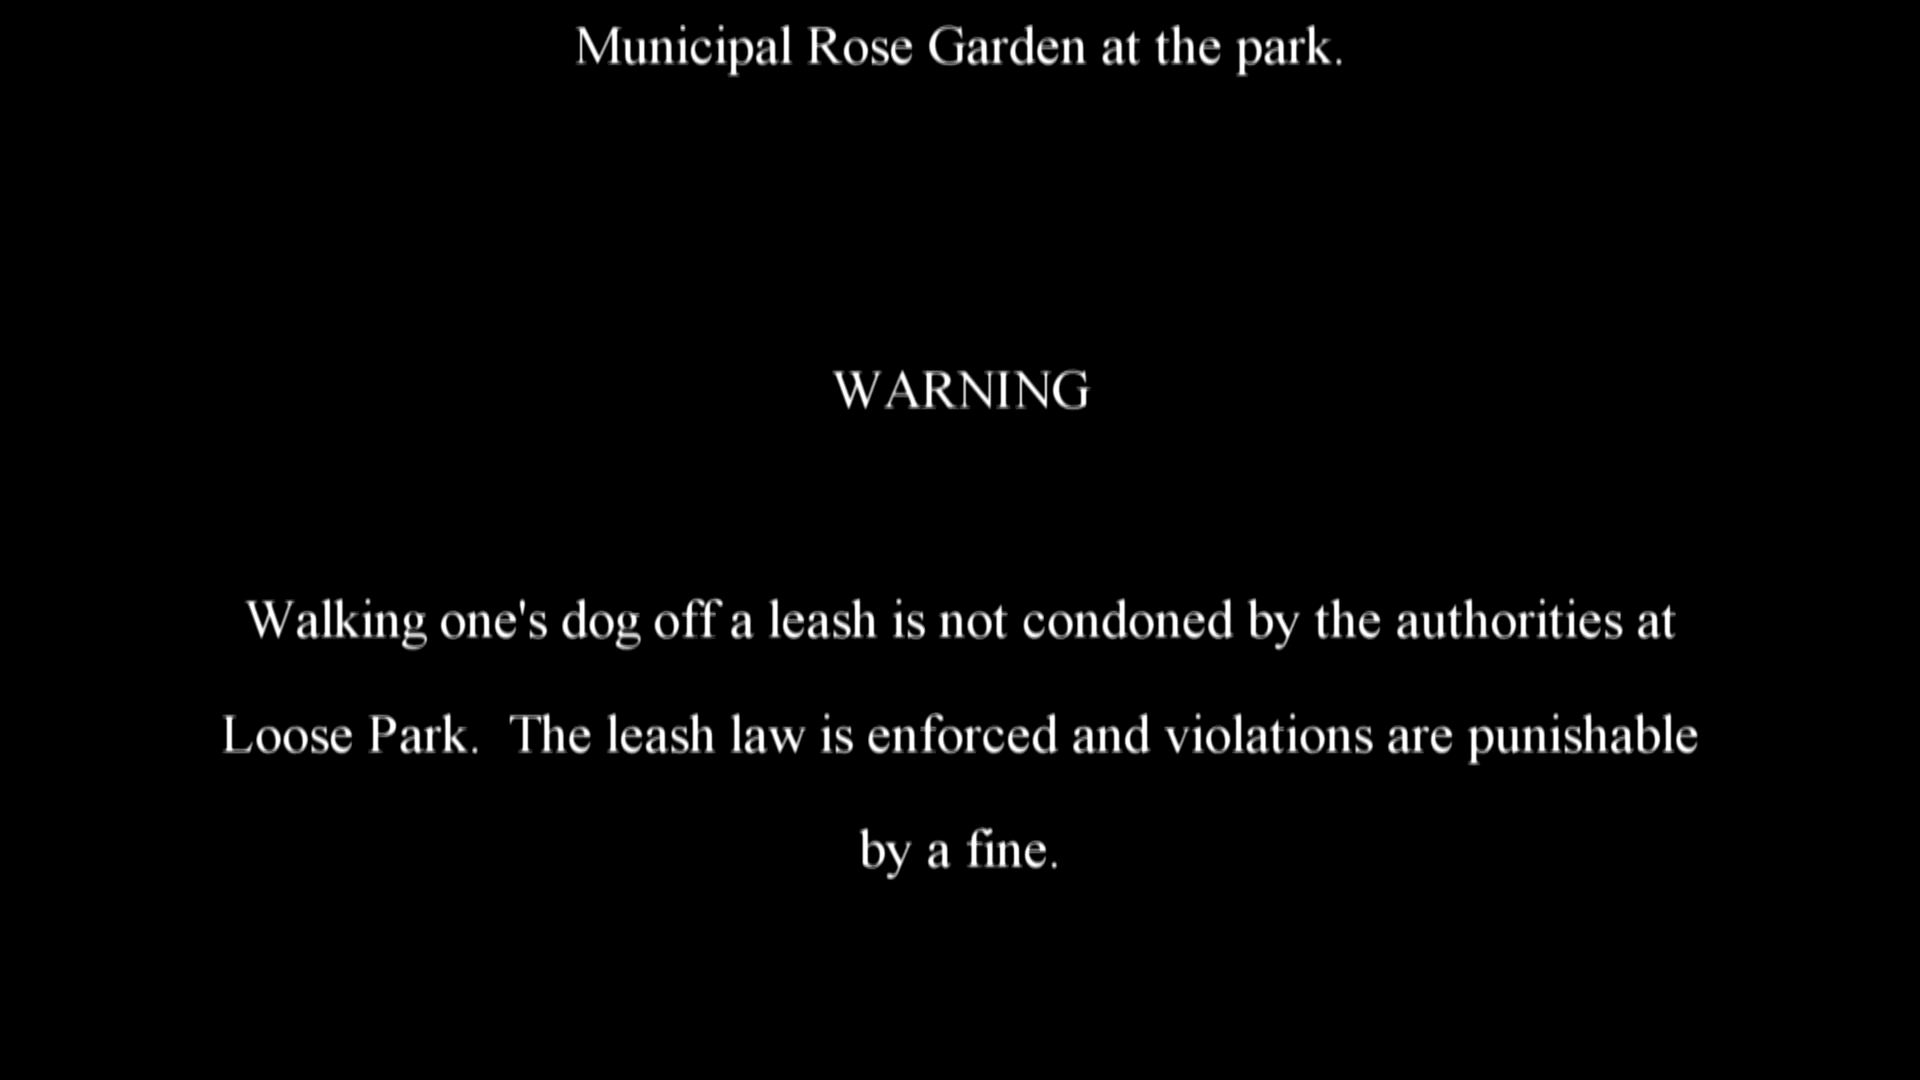 Municipal Rose Garden at the park.
WARNING
Walking one's dog off a leash is not condoned by the authorities at
Loose Park.  The leash law is enforced and violations are punishable
by a fine.